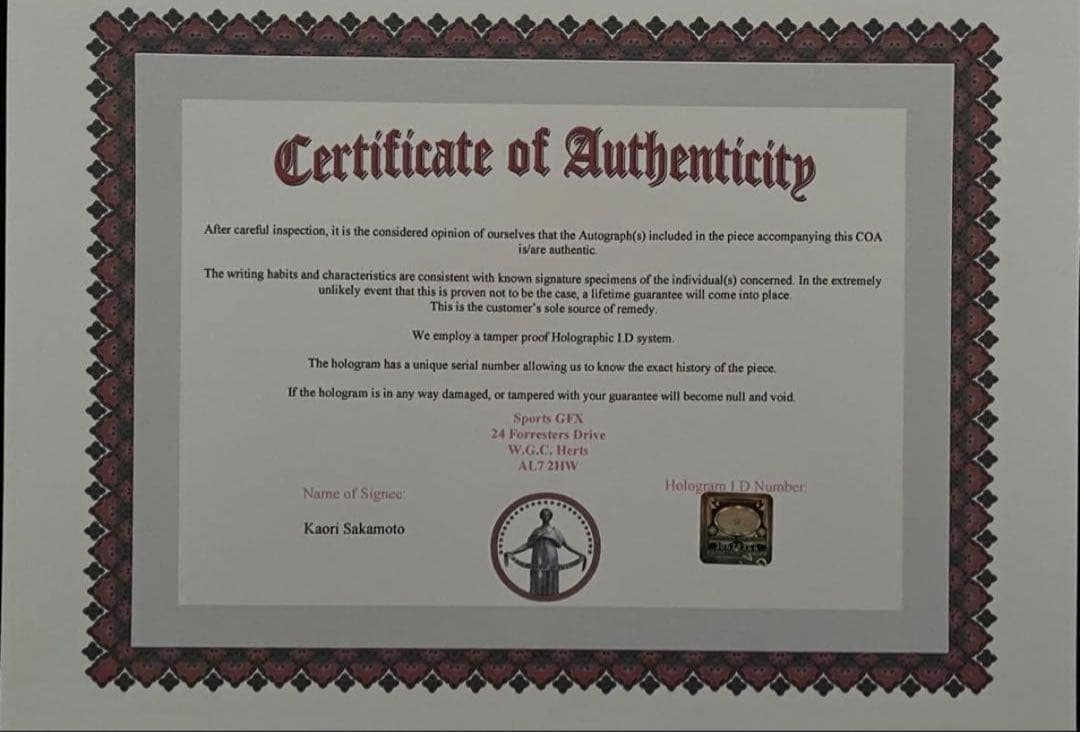 Certificate of Authenticity
After careful inspection, it is the considered opinion of ourselves that the Autograph(s) included in the piece accompanying this COA
is/are authentic.
The writing habits and characteristics are consistent with known signature specimens of the individual(s) concerned. In the extremely
unlikely event that this is proven not to be the case, a lifetime guarantee will come into place.
This is the customer's sole source of remedy.
We employ a tamper proof Holographic I.D system.
The hologram has a unique serial number allowing us to know the exact history of the piece.
If the hologram is in any way damaged, or tampered with your guarantee will become null and void.
Sports GFX
24 Forresters Drive
W.G.C. Herts
AL7 2HW
Name of Signee:
Hologram I.D Number:
Kaori Sakamoto